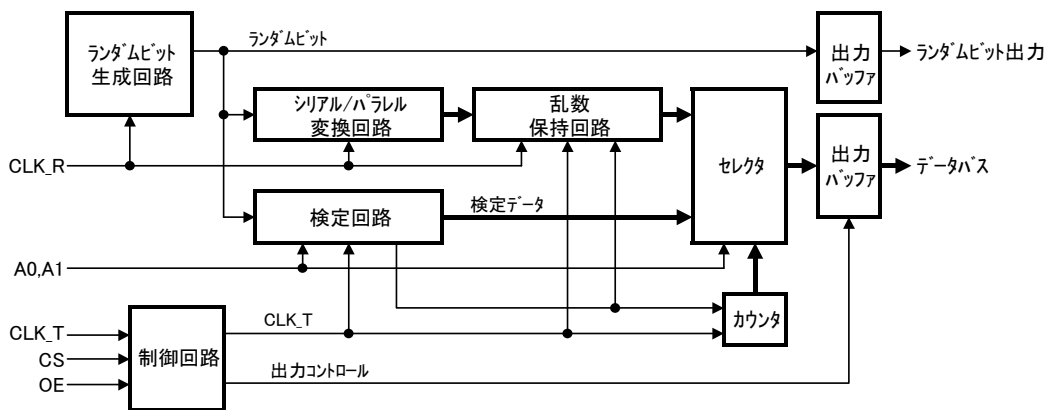 ランダムビット
生成回路
ランダムビット
出力
バッファ
ランダムビット出力
シリアル/パラレル
変換回路
乱数
保持回路
セレクタ
出力
バッファ
データバス
CLK_R
検定回路
検定データ
A0,A1
カウンタ
CLK_T
CS
OE
制御回路
CLK_T
出力コントロール